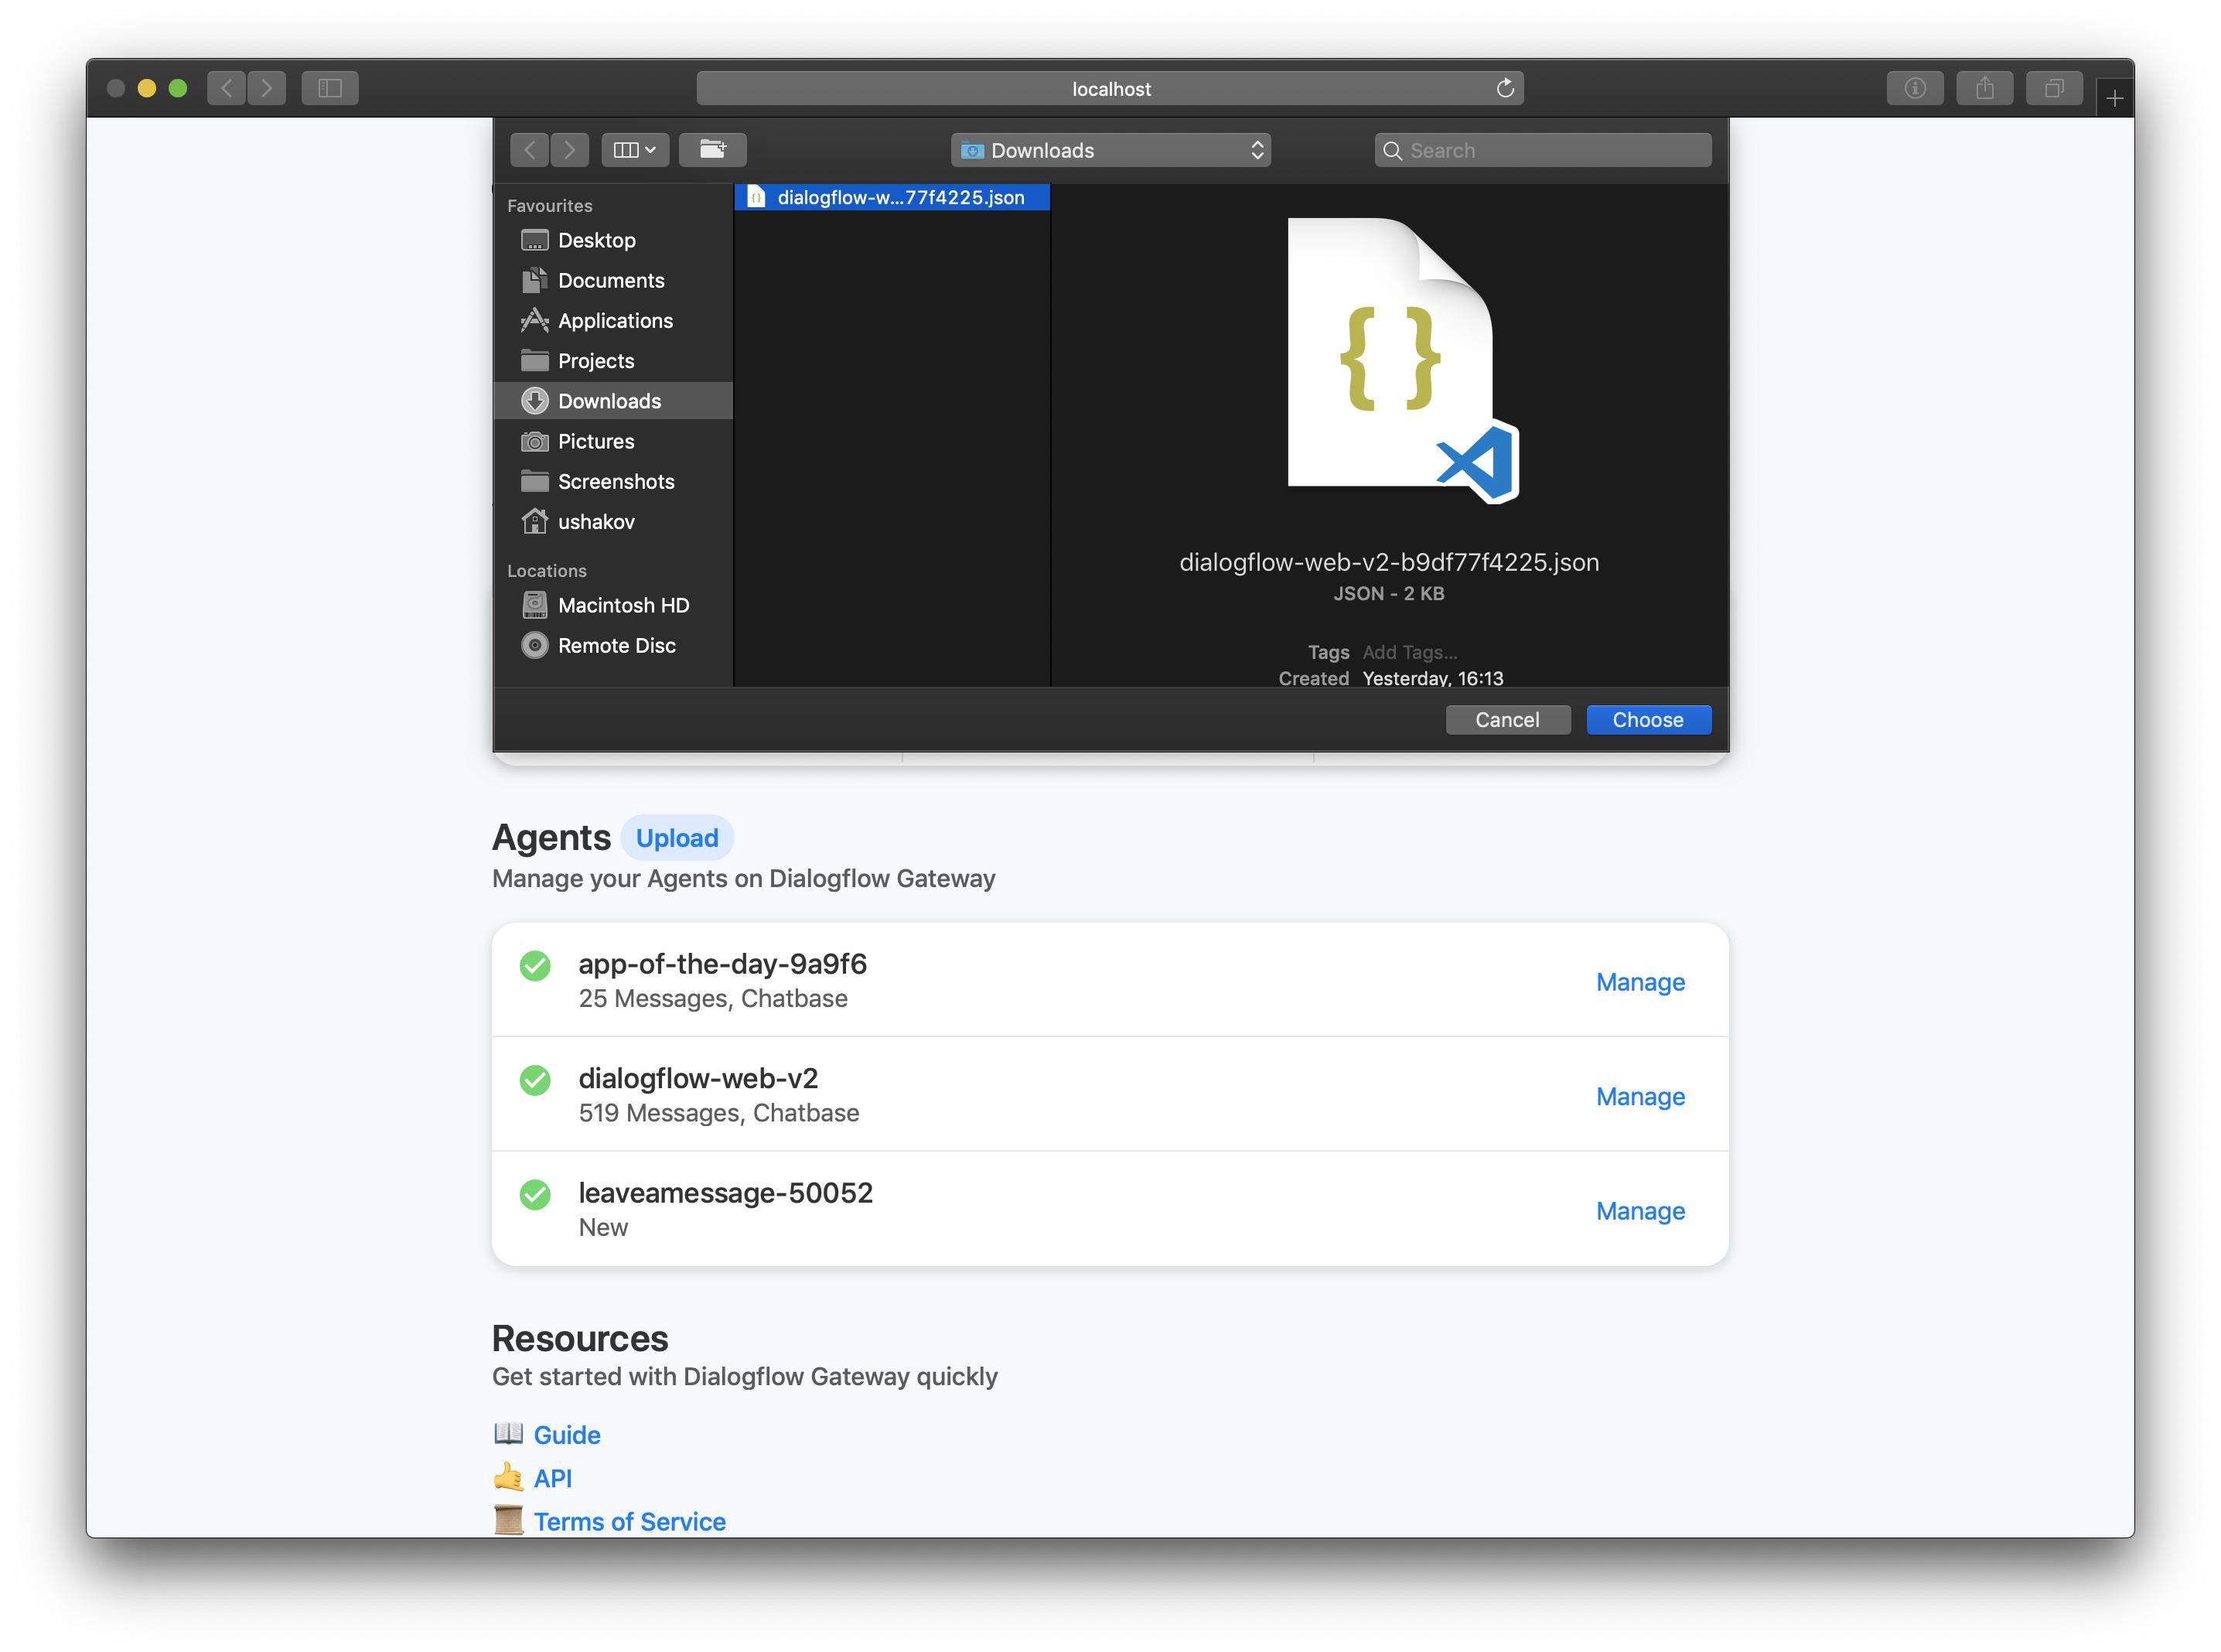 localhost
Downloads
Search
Favourites
Desktop
Documents
Applications
Projects
Downloads
Pictures
Screenshots
ushakov
Locations
Macintosh HD
Remote Disc
dialogflow-w...77f4225.json
{ }
dialogflow-web-v2-b9df77f4225.json
JSON - 2 KB
Tags Add Tags...
Created Yesterday, 16:13
Cancel Choose
Agents Upload
Manage your Agents on Dialogflow Gateway
app-of-the-day-9a9f6
25 Messages, Chatbase
Manage
dialogflow-web-v2
519 Messages, Chatbase
Manage
leaveamessage-50052
New
Manage
Resources
Get started with Dialogflow Gateway quickly
Guide
API
Terms of Service